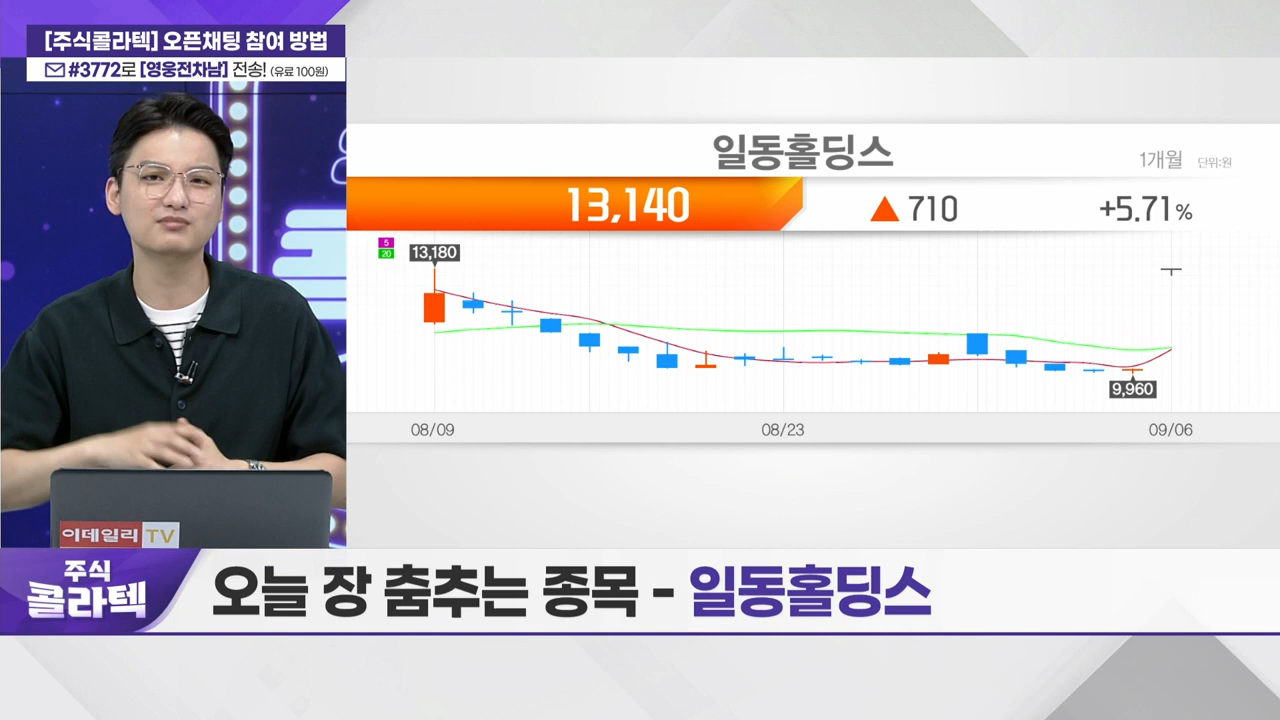 [주식콜라텍] 오픈채팅 참여 방법
#3772로 [영웅전차남] 전송! (유료 100원)
일동홀딩스
1개월 단위:원
13,140 ▲ 710 +5.71%
5
20
13,180
9,960
08/09 08/23 09/06
이데일리 TV
주식
콜라텍
오늘 장 춤추는 종목 - 일동홀딩스